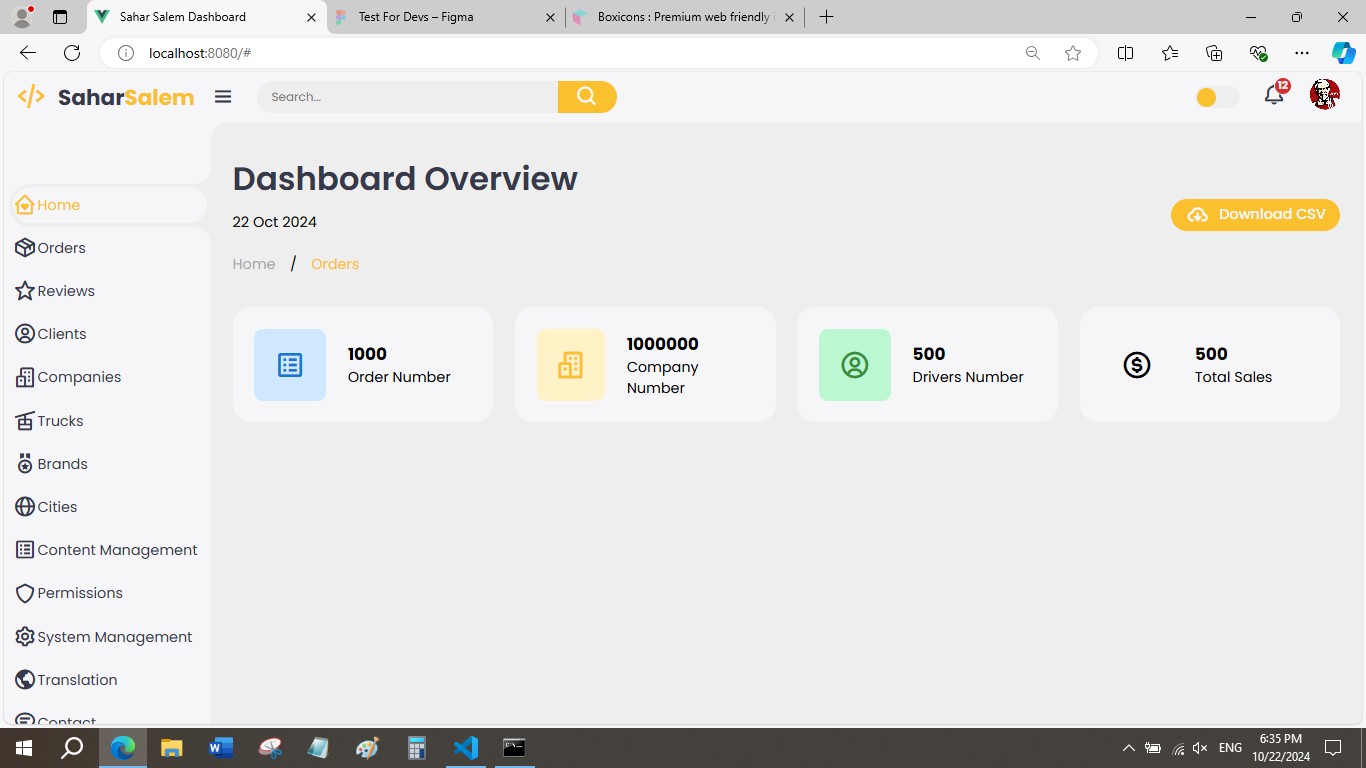 Sahar Salem Dashboard
Test For Devs – Figma
Boxicons : Premium web friendly i
localhost:8080/#
</>
SaharSalem
Search...
12
Dashboard Overview
22 Oct 2024
Download CSV
Home / Orders
1000
Order Number
1000000
Company
Number
500
Drivers Number
500
Total Sales
Home
Orders
Reviews
Clients
Companies
Trucks
Brands
Cities
Content Management
Permissions
System Management
Translation
Contact
ENG
6:35 PM
10/22/2024